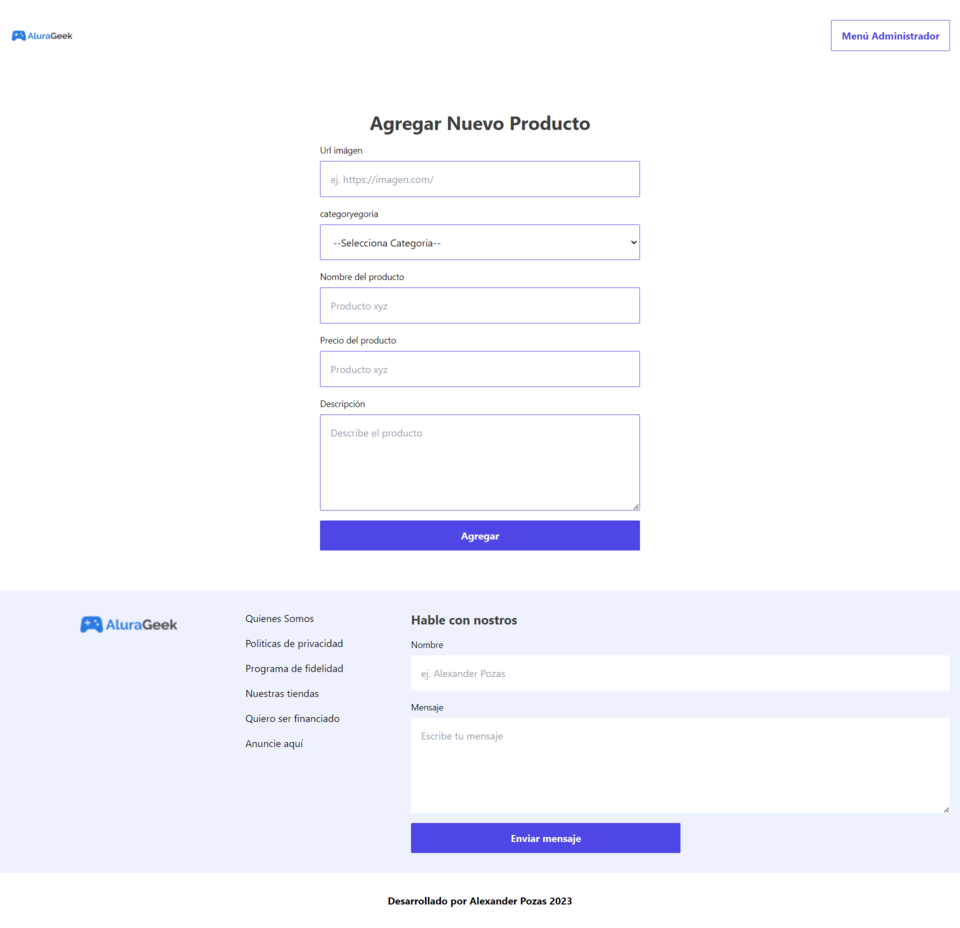 AluraGeek
Menú Administrador
Agregar Nuevo Producto
Url imágen
ej. https://imagen.com/
categoryegoria
--Selecciona Categoria--
Nombre del producto
Producto xyz
Precio del producto
Producto xyz
Descripción
Describe el producto
Agregar
AluraGeek
Quienes Somos
Politicas de privacidad
Programa de fidelidad
Nuestras tiendas
Quiero ser financiado
Anuncie aquí
Hable con nostros
Nombre
ej. Alexander Pozas
Mensaje
Escribe tu mensaje
Enviar mensaje
Desarrollado por Alexander Pozas 2023